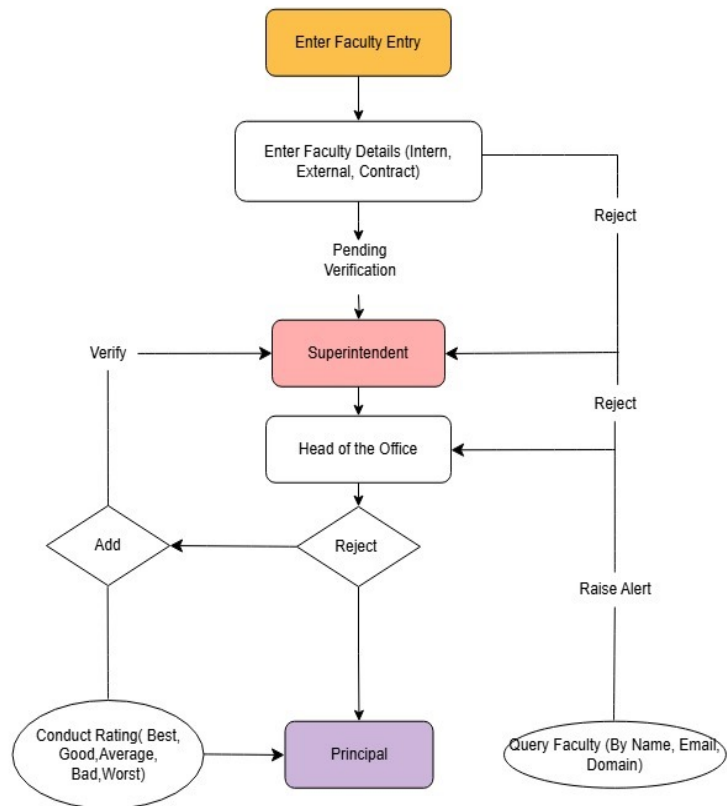 Enter Faculty Entry
Enter Faculty Details (Intern,
External, Contract)
Reject
Pending
Verification
Verify
Superintendent
Reject
Head of the Office
Add
Reject
Raise Alert
Conduct Rating( Best,
Good,Average,
Bad,Worst)
Principal
Query Faculty (By Name, Email,
Domain)